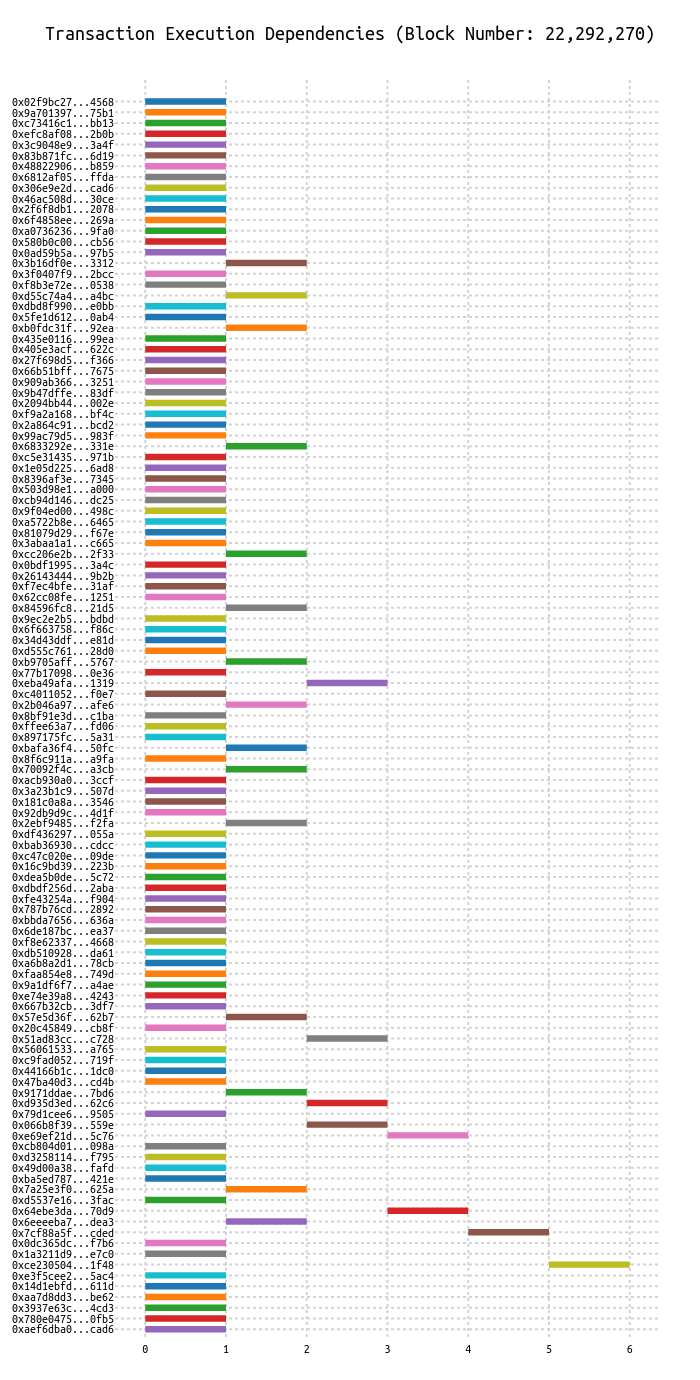 Transaction Execution Dependencies (Block Number: 22,292,270)
0x02f9bc27...4568
0x9a701397...75b1
0xc73416c1...bb13
0xefc8af08...2b0b
0x3c9048e9...3a4f
0x83b871fc...6d19
0x48822906...b859
0x6812af05...ffda
0x306e9e2d...cad6
0x46ac508d...30ce
0x2f6f8db1...2078
0x6f4858ee...269a
0xa0736236...9fa0
0x580b0c00...cb56
0x0ad59b5a...97b5
0x3b16df0e...3312
0x3f0407f9...2bcc
0xf8b3e72e...0538
0xd55c74a4...a4bc
0xdbd8f990...e0bb
0x5fe1d612...0ab4
0xb0fdc31f...92ea
0x435e0116...99ea
0x405e3acf...622c
0x27f698d5...f366
0x66b51bff...7675
0x909ab366...3251
0x9b47dffe...83df
0x2094bb44...002e
0xf9a2a168...bf4c
0x2a864c91...bcd2
0x99ac79d5...983f
0x6833292e...331e
0xc5e31435...971b
0x1e05d225...6ad8
0x8396af3e...7345
0x503d98e1...a000
0xcb94d146...dc25
0x9f04ed00...498c
0xa5722b8e...6465
0x81079d29...f67e
0x3abaa1a1...c665
0xcc206e2b...2f33
0x0bdf1995...3a4c
0x26143444...9b2b
0xf7ec4bfe...31af
0x62cc08fe...1251
0x84596fc8...21d5
0x9ec2e2b5...bdbd
0x6f663758...f86c
0x34d43ddf...e81d
0xd555c761...28d0
0xb9705aff...5767
0x77b17098...0e36
0xeba49afa...1319
0xc4011052...f0e7
0x2b046a97...afe6
0x8bf91e3d...c1ba
0xffee63a7...fd06
0x897175fc...5a31
0xbafa36f4...50fc
0x8f6c911a...a9fa
0x70092f4c...a3cb
0xacb930a0...3ccf
0x3a23b1c9...507d
0x181c0a8a...3546
0x92db9d9c...4d1f
0x2ebf9485...f2fa
0xdf436297...055a
0xbab36930...cdcc
0xc47c020e...09de
0x16c9bd39...223b
0xdea5b0de...5c72
0xdbdf256d...2aba
0xfe43254a...f904
0x787b76cd...2892
0xbbda7656...636a
0x6de187bc...ea37
0xf8e62337...4668
0xdb510928...da61
0xa6b8a2d1...78cb
0xfaa854e8...749d
0x9a1df6f7...a4ae
0xe74e39a8...4243
0x667b32cb...3df7
0x57e5d36f...62b7
0x20c45849...cb8f
0x51ad83cc...c728
0x56061533...a765
0xc9fad052...719f
0x44166b1c...1dc0
0x47ba40d3...cd4b
0x9171ddae...7bd6
0xd935d3ed...62c6
0x79d1cee6...9505
0x066b8f39...559e
0xe69ef21d...5c76
0xcb804d01...098a
0xd3258114...f795
0x49d00a38...fafd
0xba5ed787...421e
0x7a25e3f0...625a
0xd5537e16...3fac
0x64ebe3da...70d9
0x6eeeeba7...dea3
0x7cf88a5f...cded
0x0dc365dc...f7b6
0x1a3211d9...e7c0
0xce230504...1f48
0xe3f5cee2...5ac4
0x14d1ebfd...611d
0xaa7d8dd3...be62
0x3937e63c...4cd3
0x780e0475...0fb5
0xaef6dba0...cad6
0 1 2 3 4 5 6